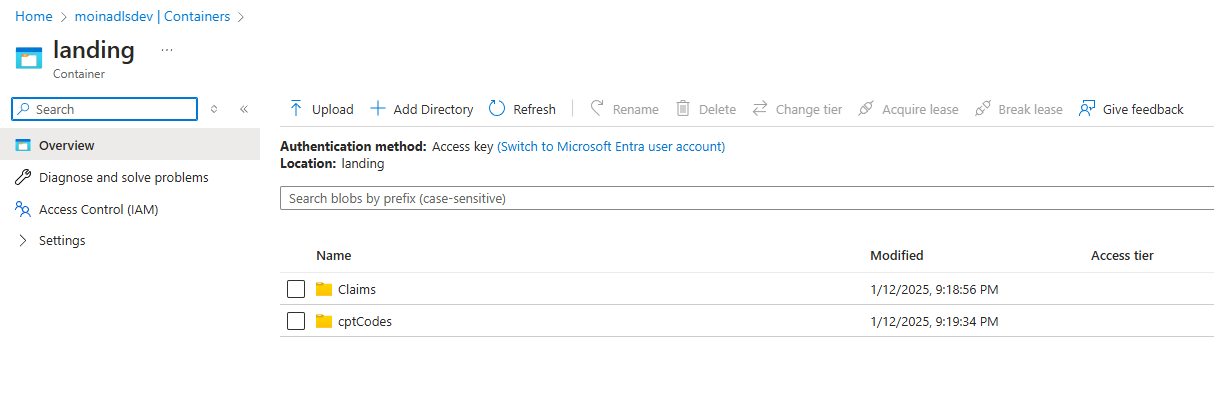 Home > moinadlsdev | Containers >
landing ...
Container
Search
Upload Add Directory Refresh Rename Delete Change tier Acquire lease Break lease Give feedback
Overview
Diagnose and solve problems
Access Control (IAM)
Settings
Authentication method: Access key (Switch to Microsoft Entra user account)
Location: landing
Search blobs by prefix (case-sensitive)
Name Modified Access tier
Claims 1/12/2025, 9:18:56 PM
cptCodes 1/12/2025, 9:19:34 PM